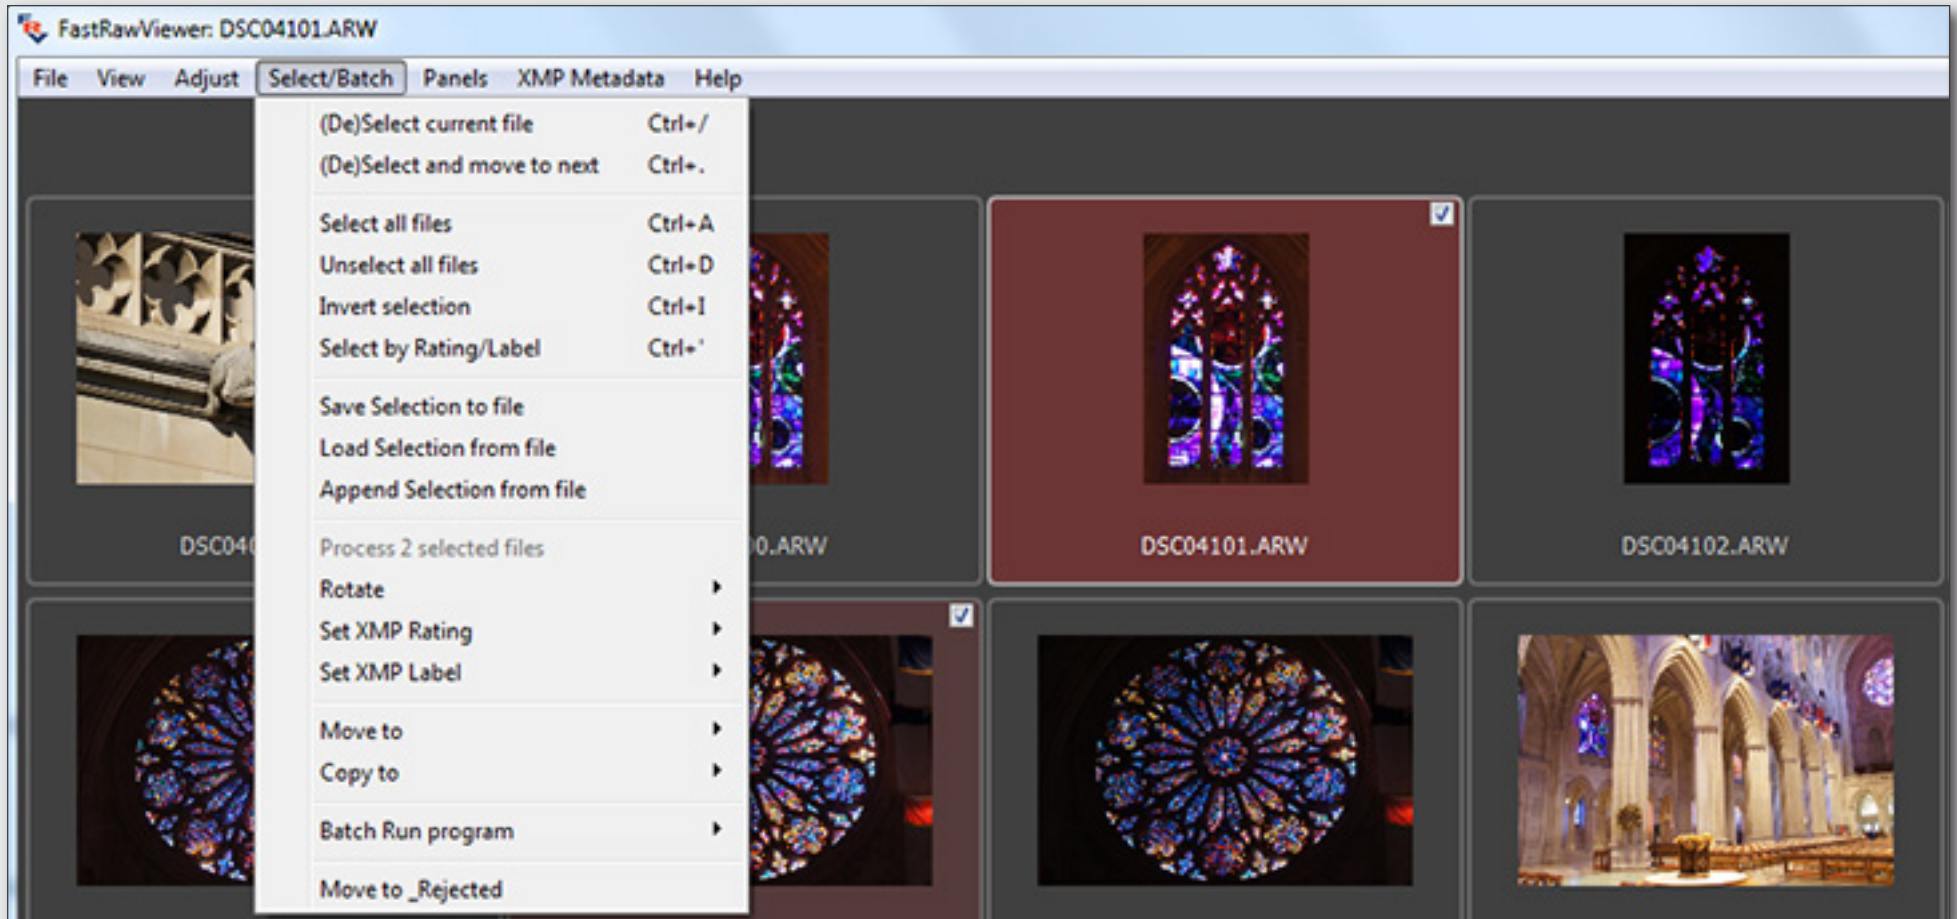 FastRawViewer: DSC04101.ARW
File View Adjust Select/Batch Panels XMP Metadata Help
(De)Select current file Ctrl+/
(De)Select and move to next Ctrl+.
Select all files Ctrl+A
Unselect all files Ctrl+D
Invert selection Ctrl+I
Select by Rating/Label Ctrl+'
Save Selection to file
Load Selection from file
Append Selection from file
Process 2 selected files
Rotate
Set XMP Rating
Set XMP Label
Move to
Copy to
Batch Run program
Move to _Rejected
DSC040
0.ARW
DSC04101.ARW
DSC04102.ARW